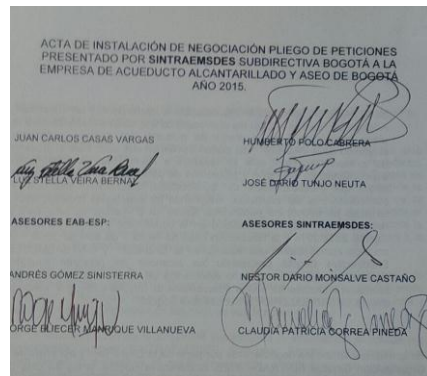 ACTA DE INSTALACIÓN DE NEGOCIACIÓN PLIEGO DE PETICIONES
PRESENTADO POR SINTRAEMSDES SUBDIRECTIVA BOGOTÁ A LA
EMPRESA DE ACUEDUCTO ALCANTARILLADO Y ASEO DE BOGOTÁ
AÑO 2015.
JUAN CARLOS CASAS VARGAS
HUMBERTO POLO CABRERA
LUZ STELLA VEIRA BERNAL
JOSÉ DARÍO TUNJO NEUTA
ASESORES EAB-ESP:
ASESORES SINTRAEMSDES:
ANDRÉS GÓMEZ SINISTERRA
NESTOR DARIO MONSALVE CASTAÑO
ORGE ELIECER MANRIQUE VILLANUEVA
CLAUDIA PATRICIA CORREA PINEDA